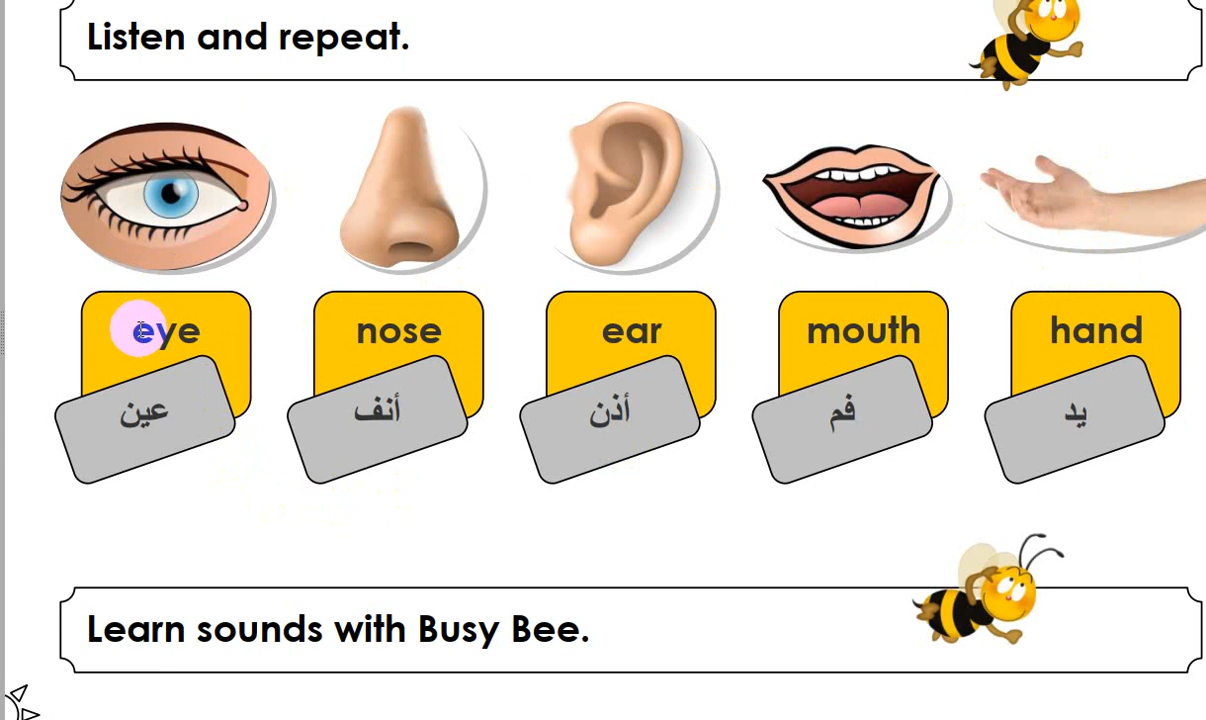 Listen and repeat.
eye nose ear mouth hand
عين أنف أذن فم يد
Learn sounds with Busy Bee.